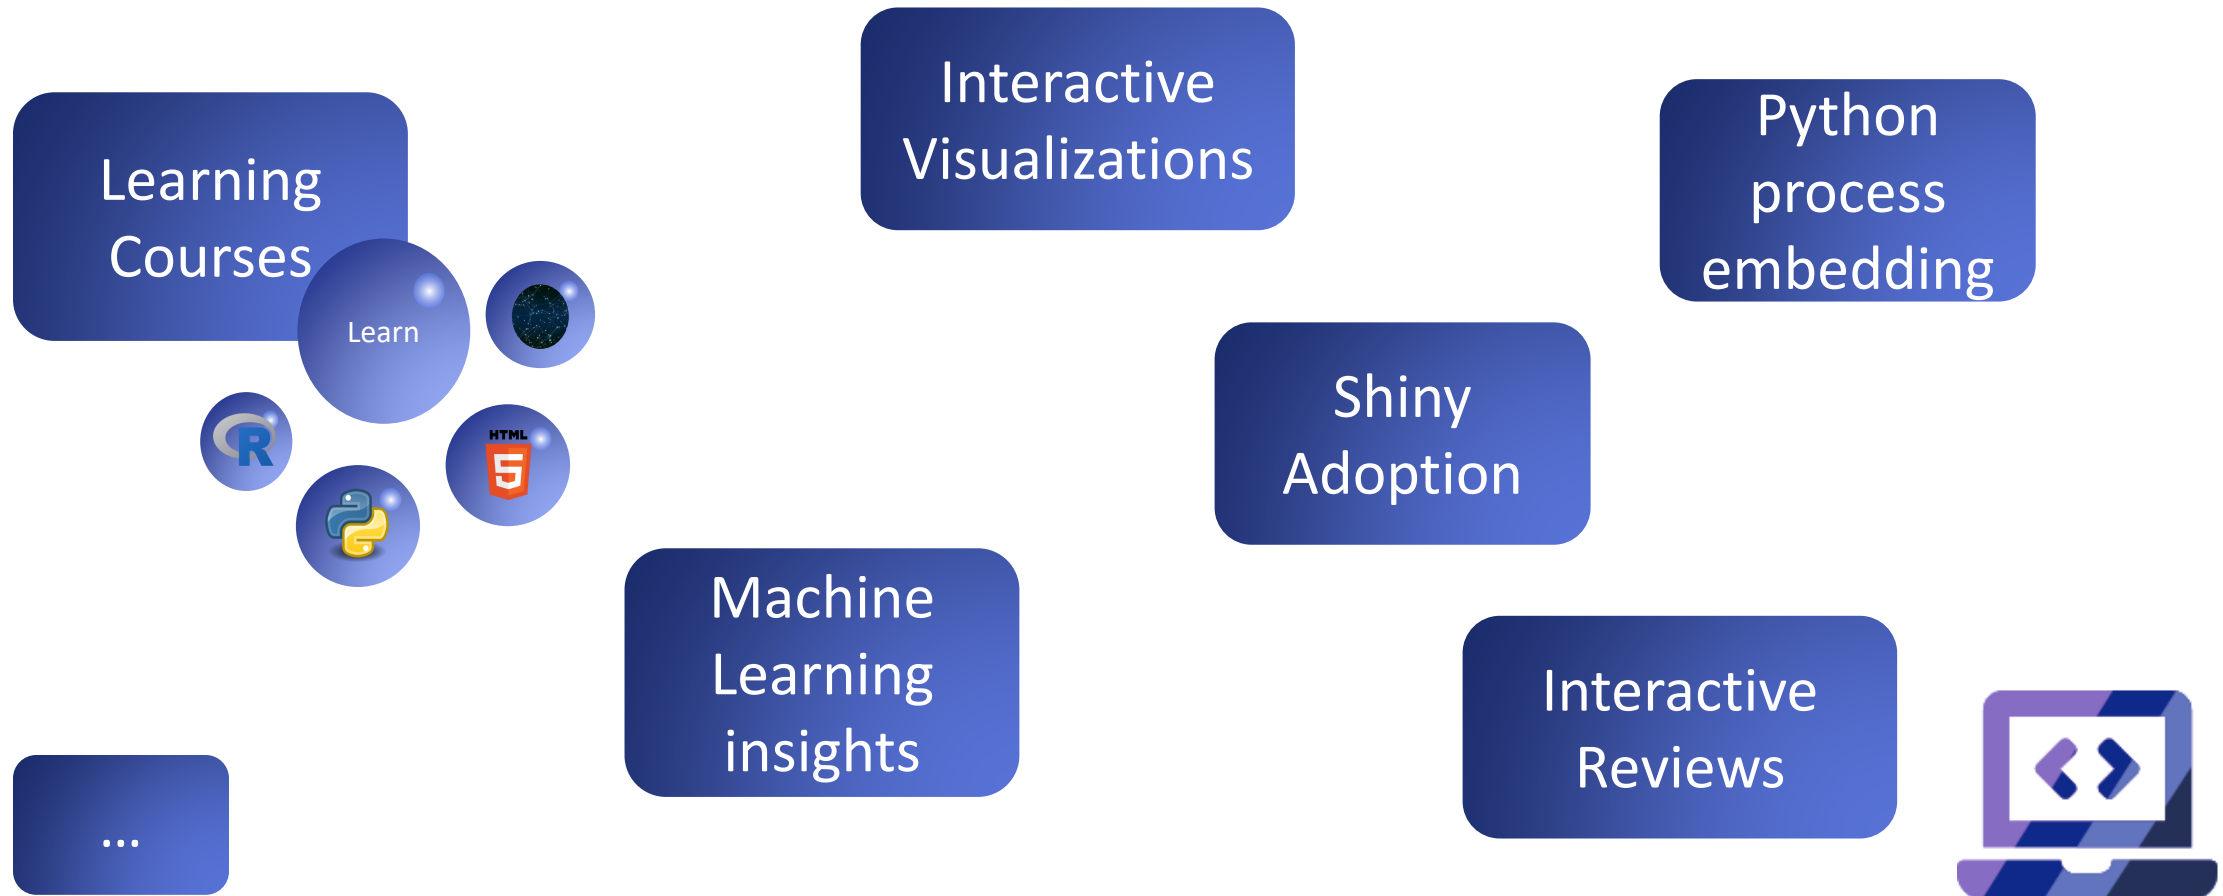 Learning
Courses
Learn
R
HTML
5
Interactive
Visualizations
Python
process
embedding
Shiny
Adoption
Machine
Learning
insights
Interactive
Reviews
...